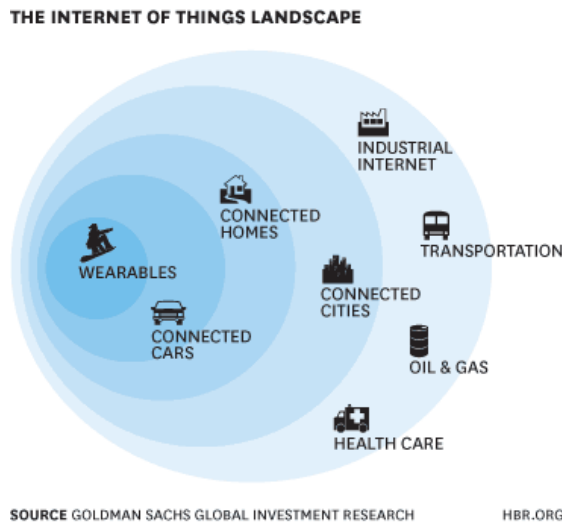 THE INTERNET OF THINGS LANDSCAPE
INDUSTRIAL
INTERNET
CONNECTED
HOMES
TRANSPORTATION
WEARABLES
CONNECTED
CITIES
CONNECTED
CARS
OIL & GAS
HEALTH CARE
SOURCE GOLDMAN SACHS GLOBAL INVESTMENT RESEARCH
HBR.ORG